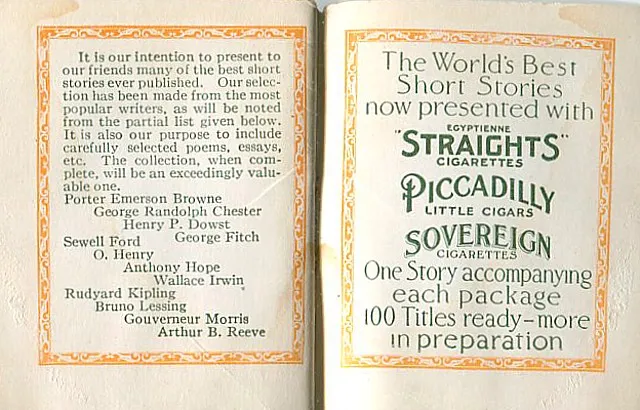 It is our intention to present to
our friends many of the best short
stories ever published. Our selec-
tion has been made from the most
popular writers, as will be noted
from the partial list given below.
It is also our purpose to include
carefully selected poems, essays,
etc. The collection, when com-
plete, will be an exceedingly valu-
able one.
Porter Emerson Browne
George Randolph Chester
Henry P. Dowst
George Fitch
Sewell Ford
O. Henry
Anthony Hope
Wallace Irwin
Rudyard Kipling
Bruno Lessing
Gouverneur Morris
Arthur B. Reeve
The World's Best
Short Stories
now presented with
EGYPTIENNE
"STRAIGHTS"
CIGARETTES
PICCADILLY
LITTLE CIGARS
SOVEREIGN
CIGARETTES
One Story accompanying
each package
100 Titles ready-more
in preparation